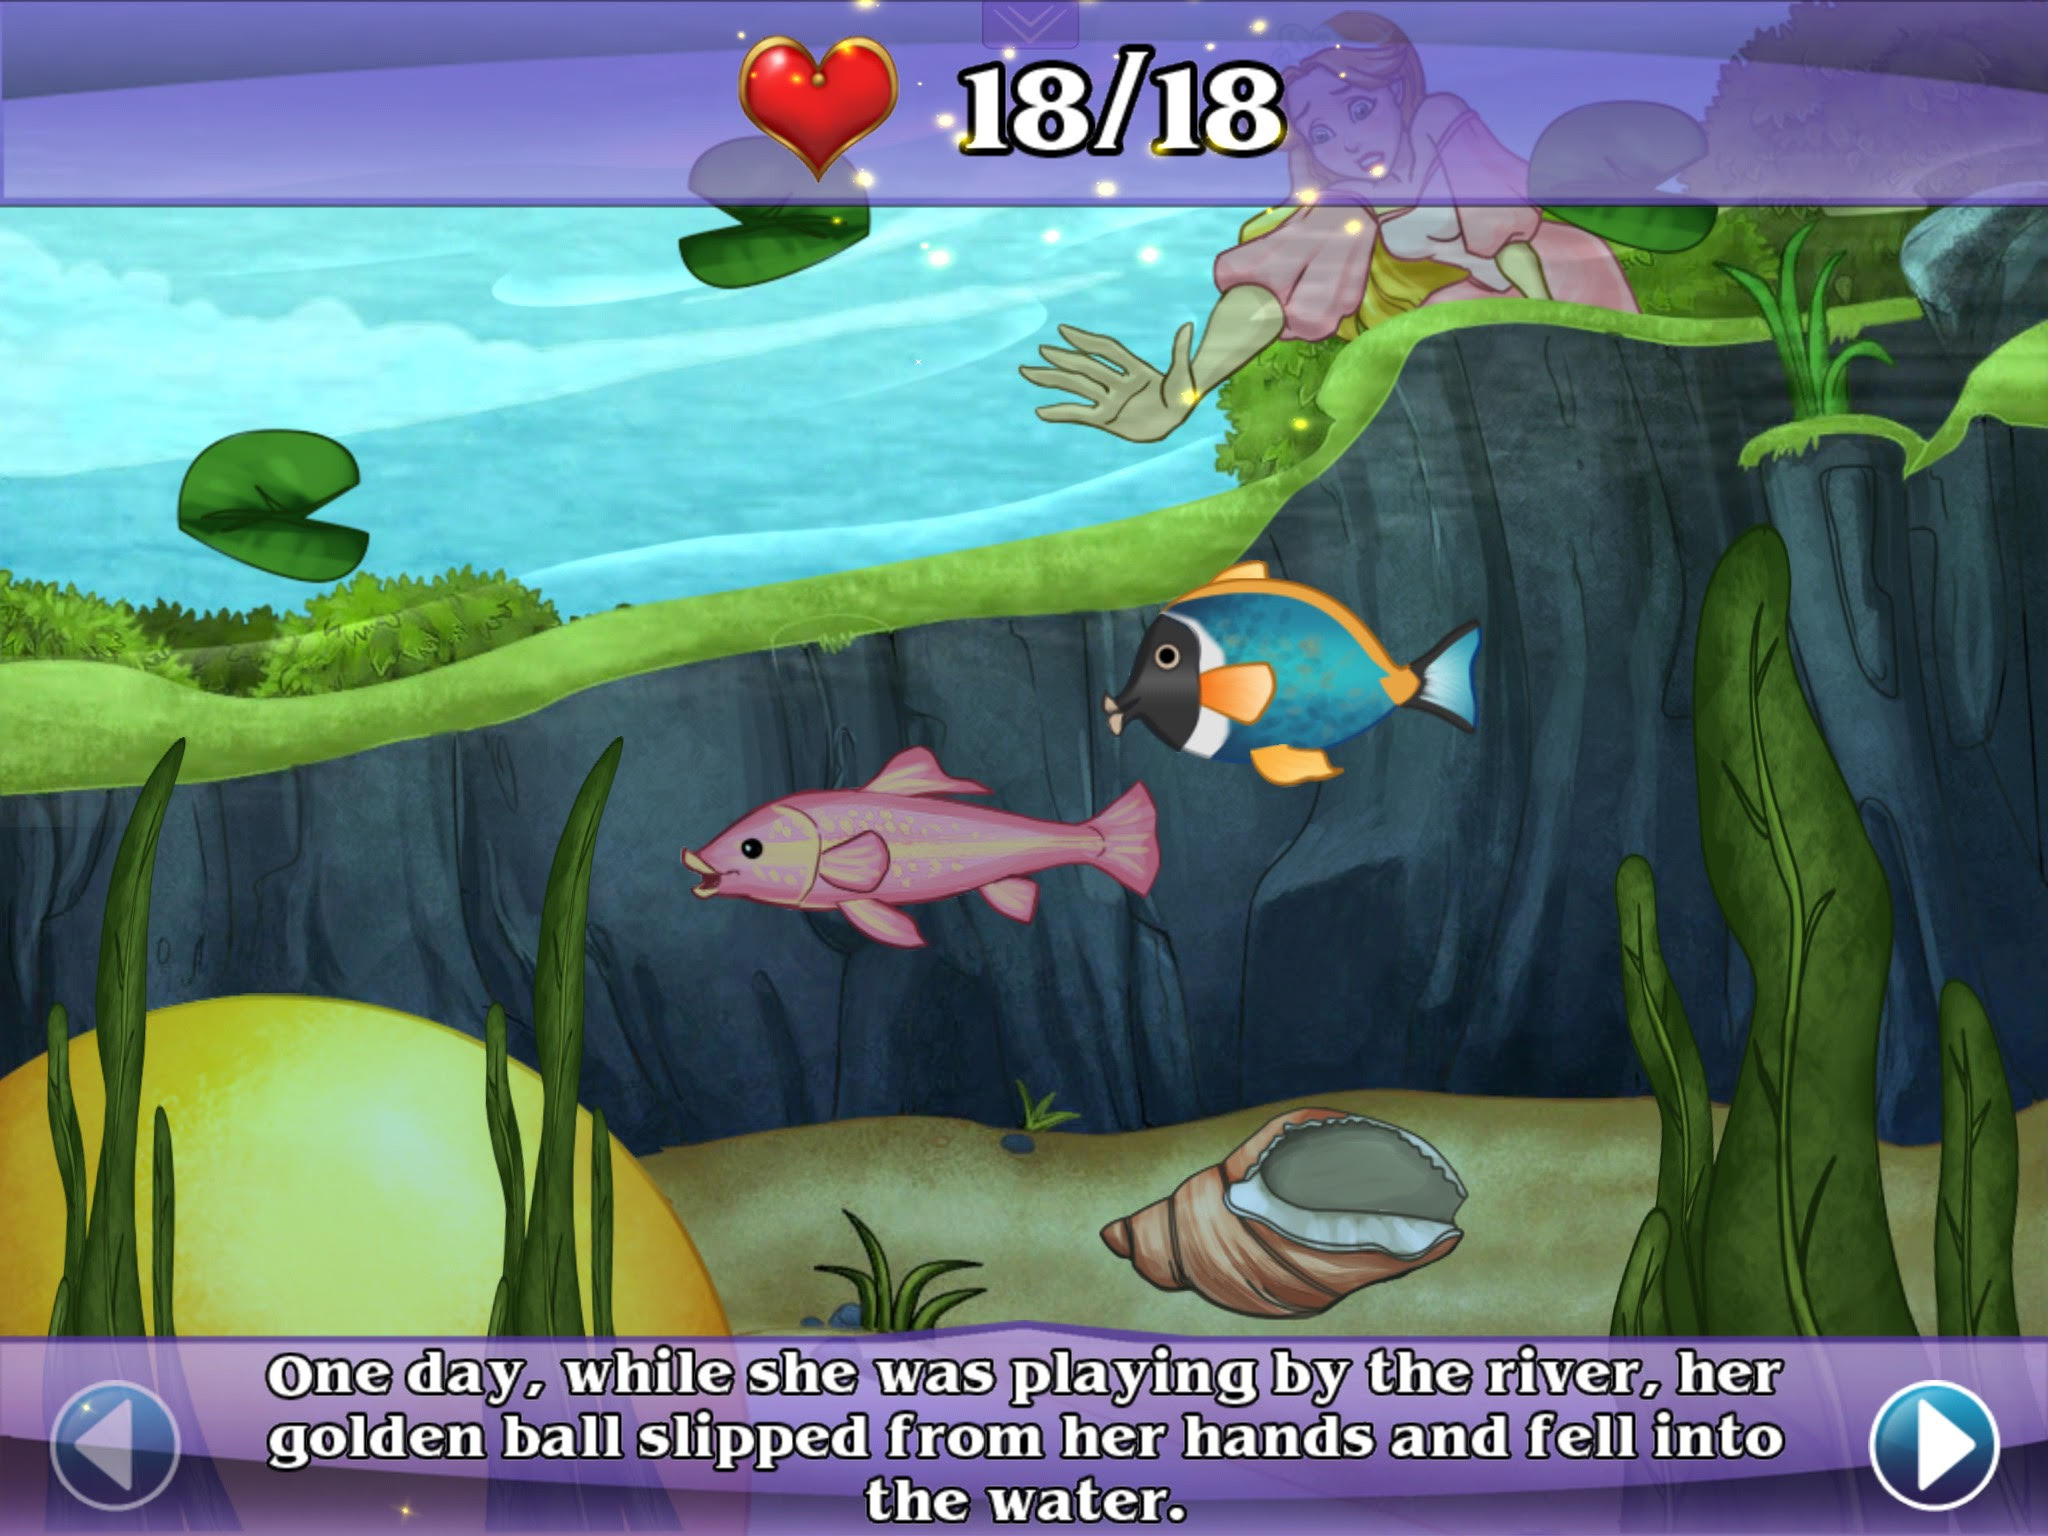 18/18
One day, while she was playing by the river, her
golden ball slipped from her hands and fell into
the water.